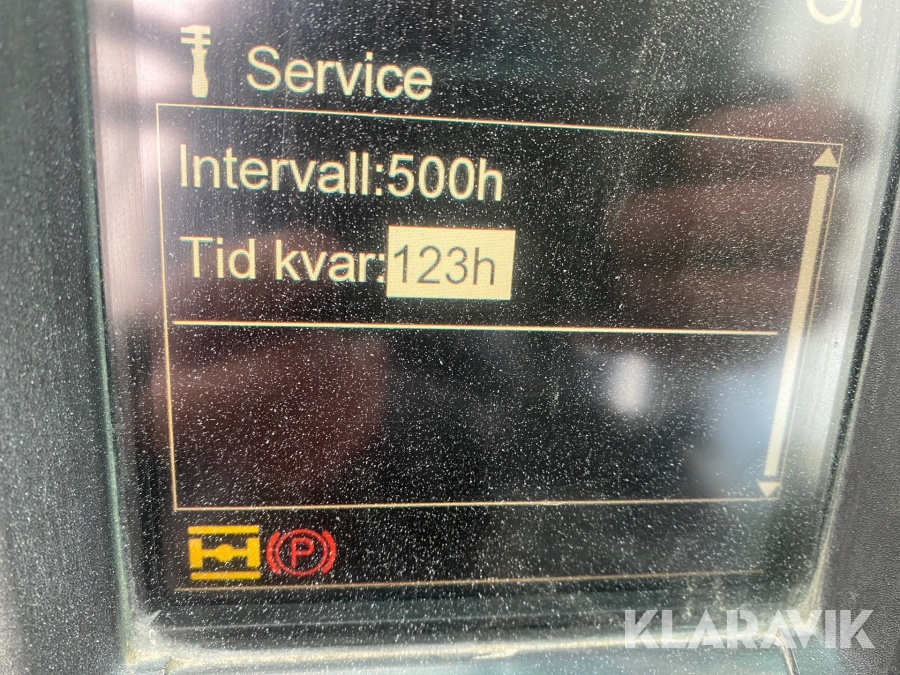 Service
Intervall:500h
Tid kvar:123h
P
KLARAVIK